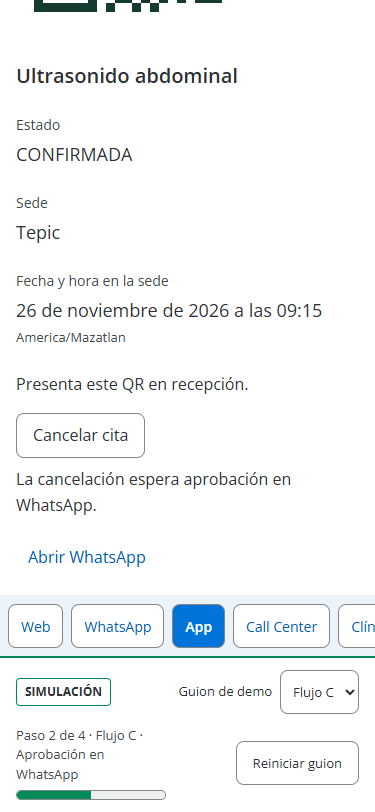 Ultrasonido abdominal
Estado
CONFIRMADA
Sede
Tepic
Fecha y hora en la sede
26 de noviembre de 2026 a las 09:15
America/Mazatlan
Presenta este QR en recepción.
Cancelar cita
La cancelación espera aprobación en
WhatsApp.
Abrir WhatsApp
Web
WhatsApp
App
Call Center
Clín
SIMULACIÓN
Guion de demo
Flujo C
Paso 2 de 4 · Flujo C ·
Aprobación en
WhatsApp
Reiniciar guion